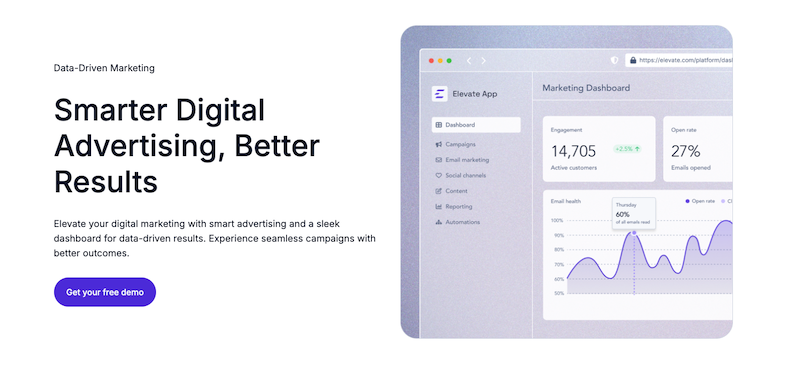 Data-Driven Marketing
Smarter Digital
Advertising, Better
Results
Elevate your digital marketing with smart advertising and a sleek
dashboard for data-driven results. Experience seamless campaigns with
better outcomes.
Get your free demo
https://elevate.com/platform/dash
Elevate App
Marketing Dashboard
Dashboard
Campaigns
Email marketing
Social channels
Content
Reporting
Automations
Engagement
14,705
+2.5%
Active customers
Open rate
27%
Emails opened
Email health
Open rate
Cl
Thursday
60%
of all emails read
100%
90%
80%
70%
60%
50%